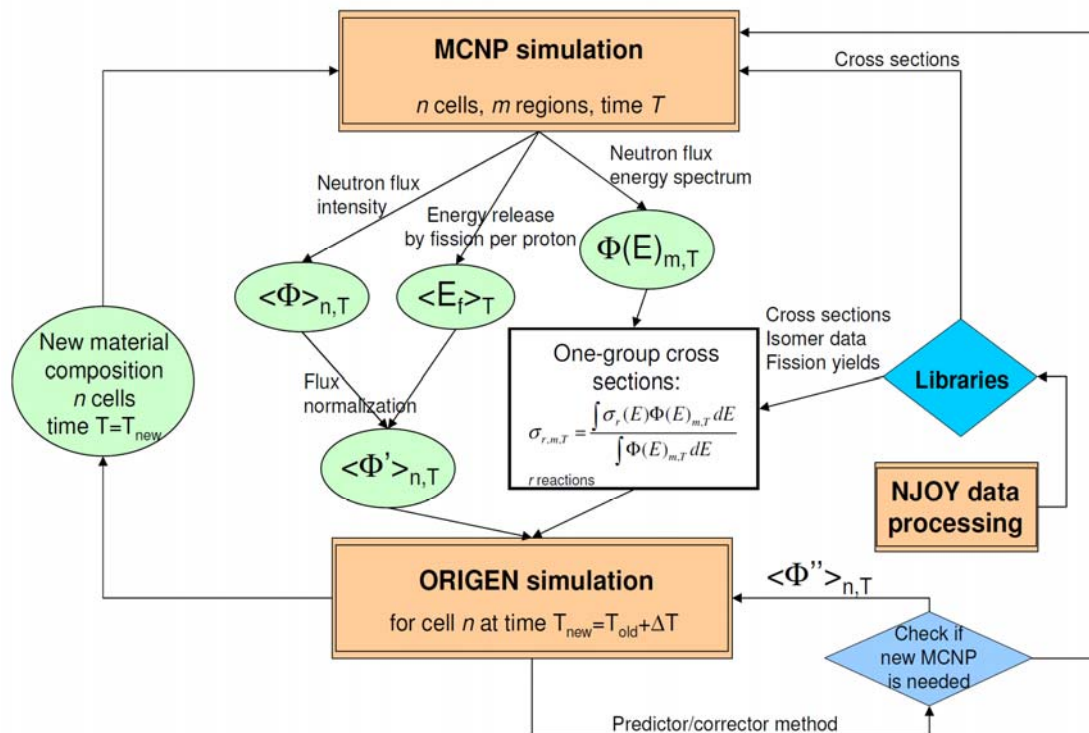 MCNP simulation
n cells, m regions, time T
Cross sections
Neutron flux
intensity
Energy release
by fission per proton
Neutron flux
energy spectrum
<Φ>n,T
<Ef>T
Φ(E)m,T
New material
composition
n cells
time T=Tnew
Flux
normalization
<Φ'>n,T
One-group cross
sections:
σr,m,T = ∫σr(E)Φ(E)m,T dE / ∫Φ(E)m,T dE
r reactions
Cross sections
Isomer data
Fission yields
Libraries
NJOY data
processing
ORIGEN simulation
for cell n at time Tnew=Told+ΔT
<Φ’’>n,T
Check if
new MCNP
is needed
Predictor/corrector method